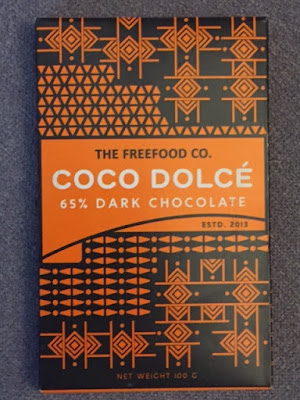 THE FREEFOOD CO.
COCO DOLCÉ
65% DARK CHOCOLATE
ESTD. 2013
NET WEIGHT 100 G